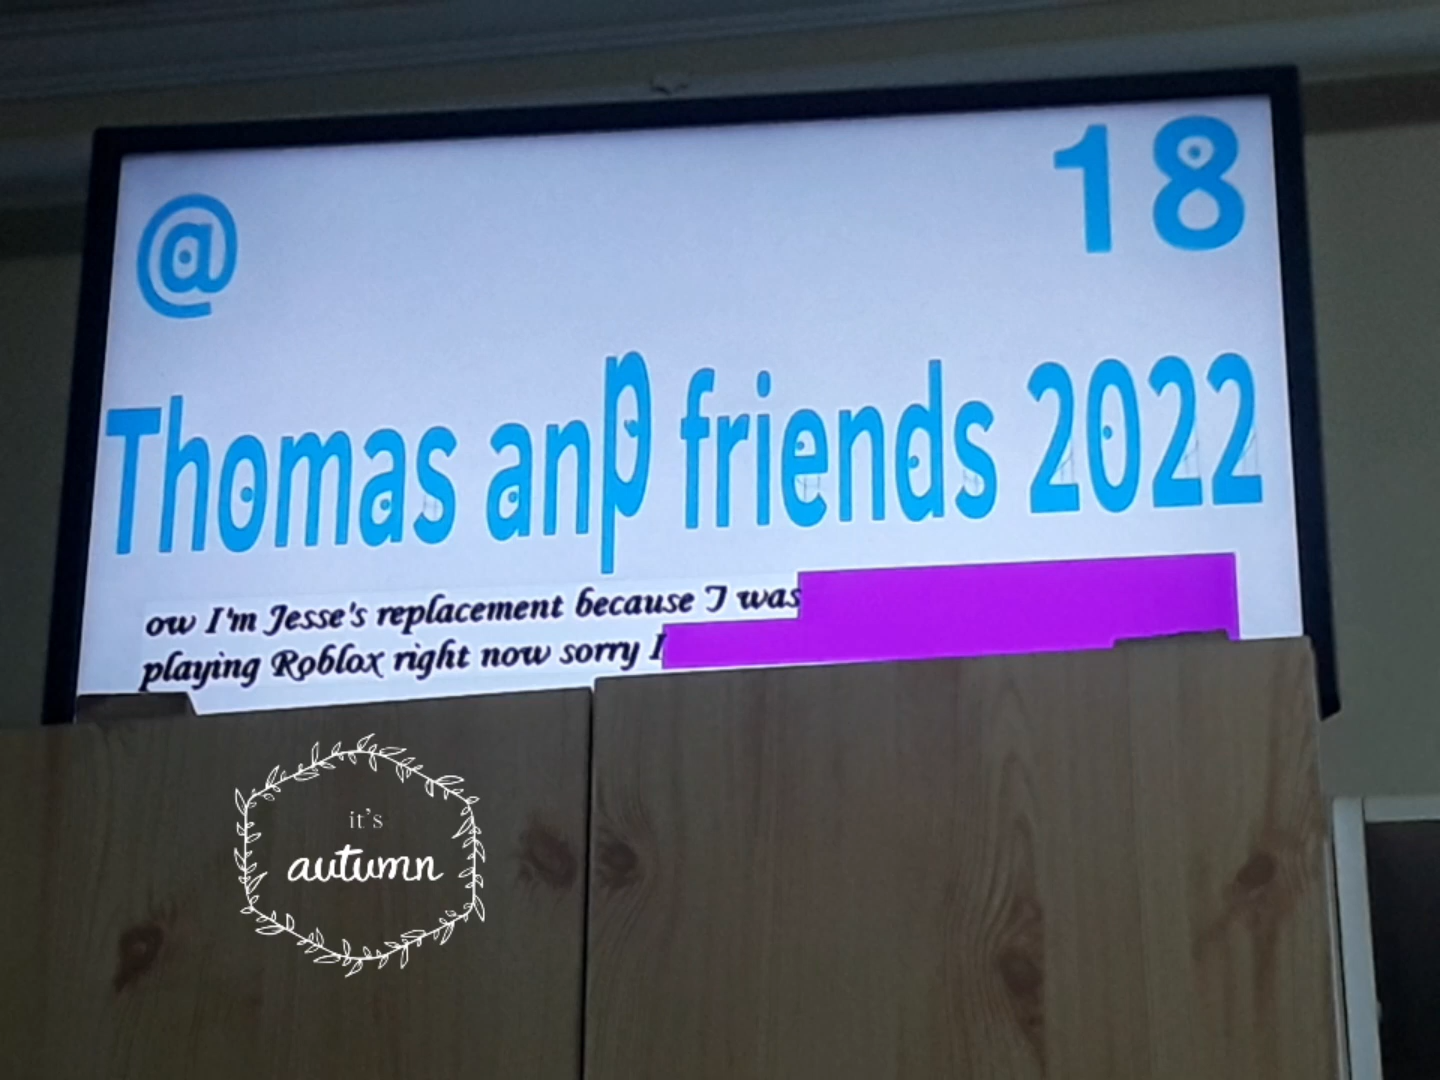 @
18
Thomas anp friends 2022
ow I'm Jesse's replacement because I was
playing Roblox right now sorry I
it's
autumn